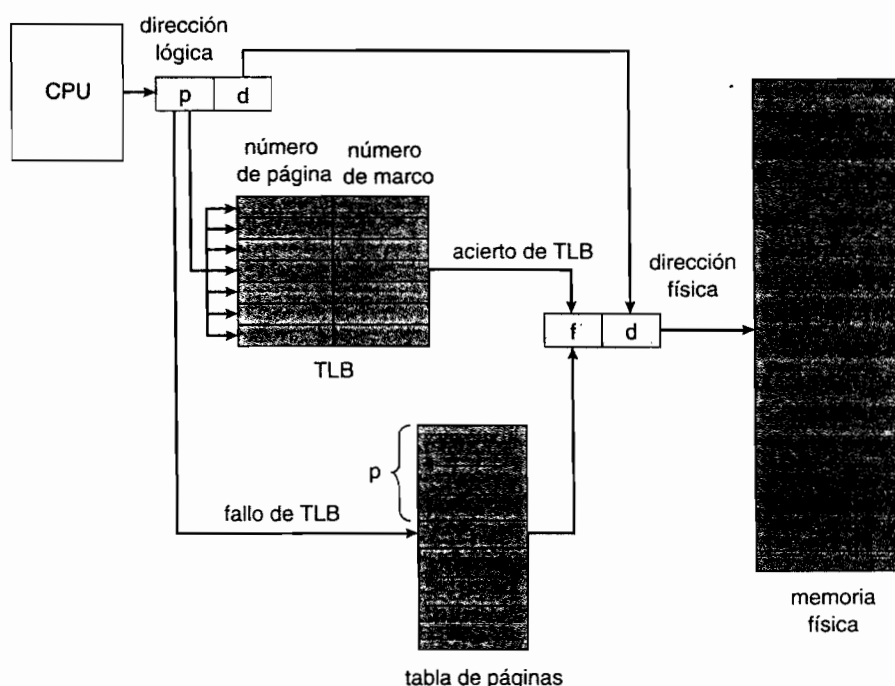 dirección
lógica
CPU
p
d
número
de página
número
de marco
acierto de TLB
dirección
física
f
d
TLB
p
fallo de TLB
memoria
física
tabla de páginas